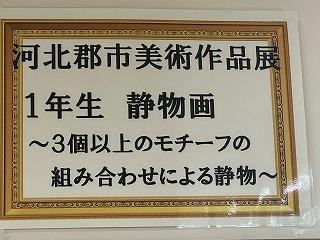 河北郡市美術作品展
1年生 静物画
～3個以上のモチーフの
組み合わせによる静物～